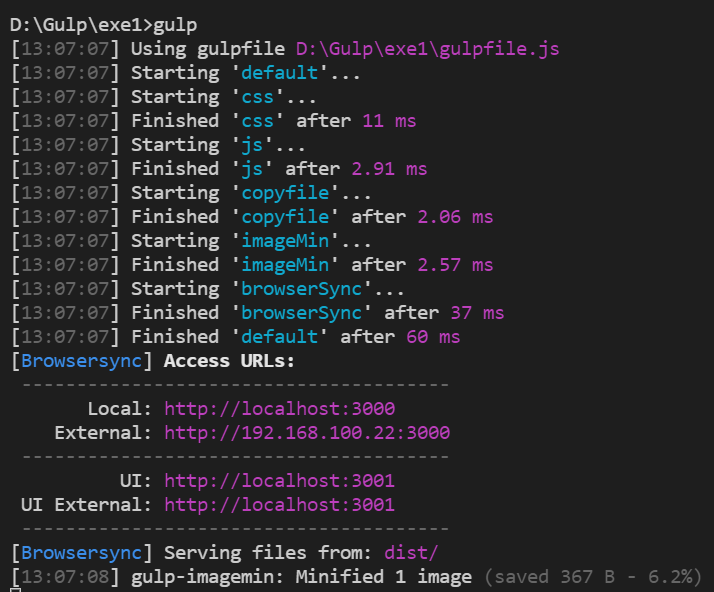 D:\Gulp\exe1>gulp
[13:07:07] Using gulpfile D:\Gulp\exe1\gulpfile.js
[13:07:07] Starting 'default'...
[13:07:07] Starting 'css'...
[13:07:07] Finished 'css' after 11 ms
[13:07:07] Starting 'js'...
[13:07:07] Finished 'js' after 2.91 ms
[13:07:07] Starting 'copyfile'...
[13:07:07] Finished 'copyfile' after 2.06 ms
[13:07:07] Starting 'imageMin'...
[13:07:07] Finished 'imageMin' after 2.57 ms
[13:07:07] Starting 'browserSync'...
[13:07:07] Finished 'browserSync' after 37 ms
[13:07:07] Finished 'default' after 60 ms
[Browsersync] Access URLs:
 ---------------------------------------
       Local: http://localhost:3000
    External: http://192.168.100.22:3000
 ---------------------------------------
          UI: http://localhost:3001
 UI External: http://localhost:3001
 ---------------------------------------
[Browsersync] Serving files from: dist/
[13:07:08] gulp-imagemin: Minified 1 image (saved 367 B - 6.2%)